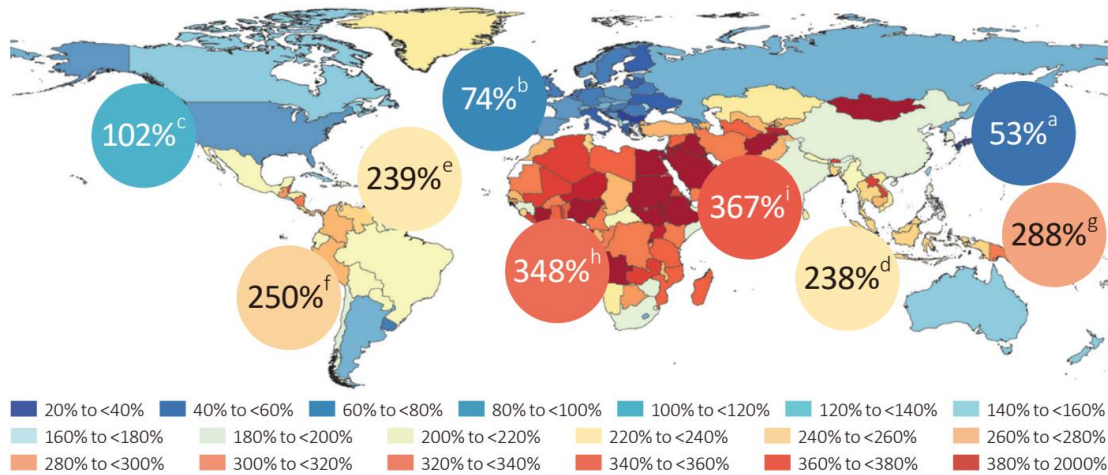 74%b
102%c
53%a
239%e
367%i
288%g
250%f
348%h
238%d
20% to <40% 40% to <60% 60% to <80% 80% to <100% 100% to <120% 120% to <140% 140% to <160%
160% to <180% 180% to <200% 200% to <220% 220% to <240% 240% to <260% 260% to <280%
280% to <300% 300% to <320% 320% to <340% 340% to <360% 360% to <380% 380% to 2000%